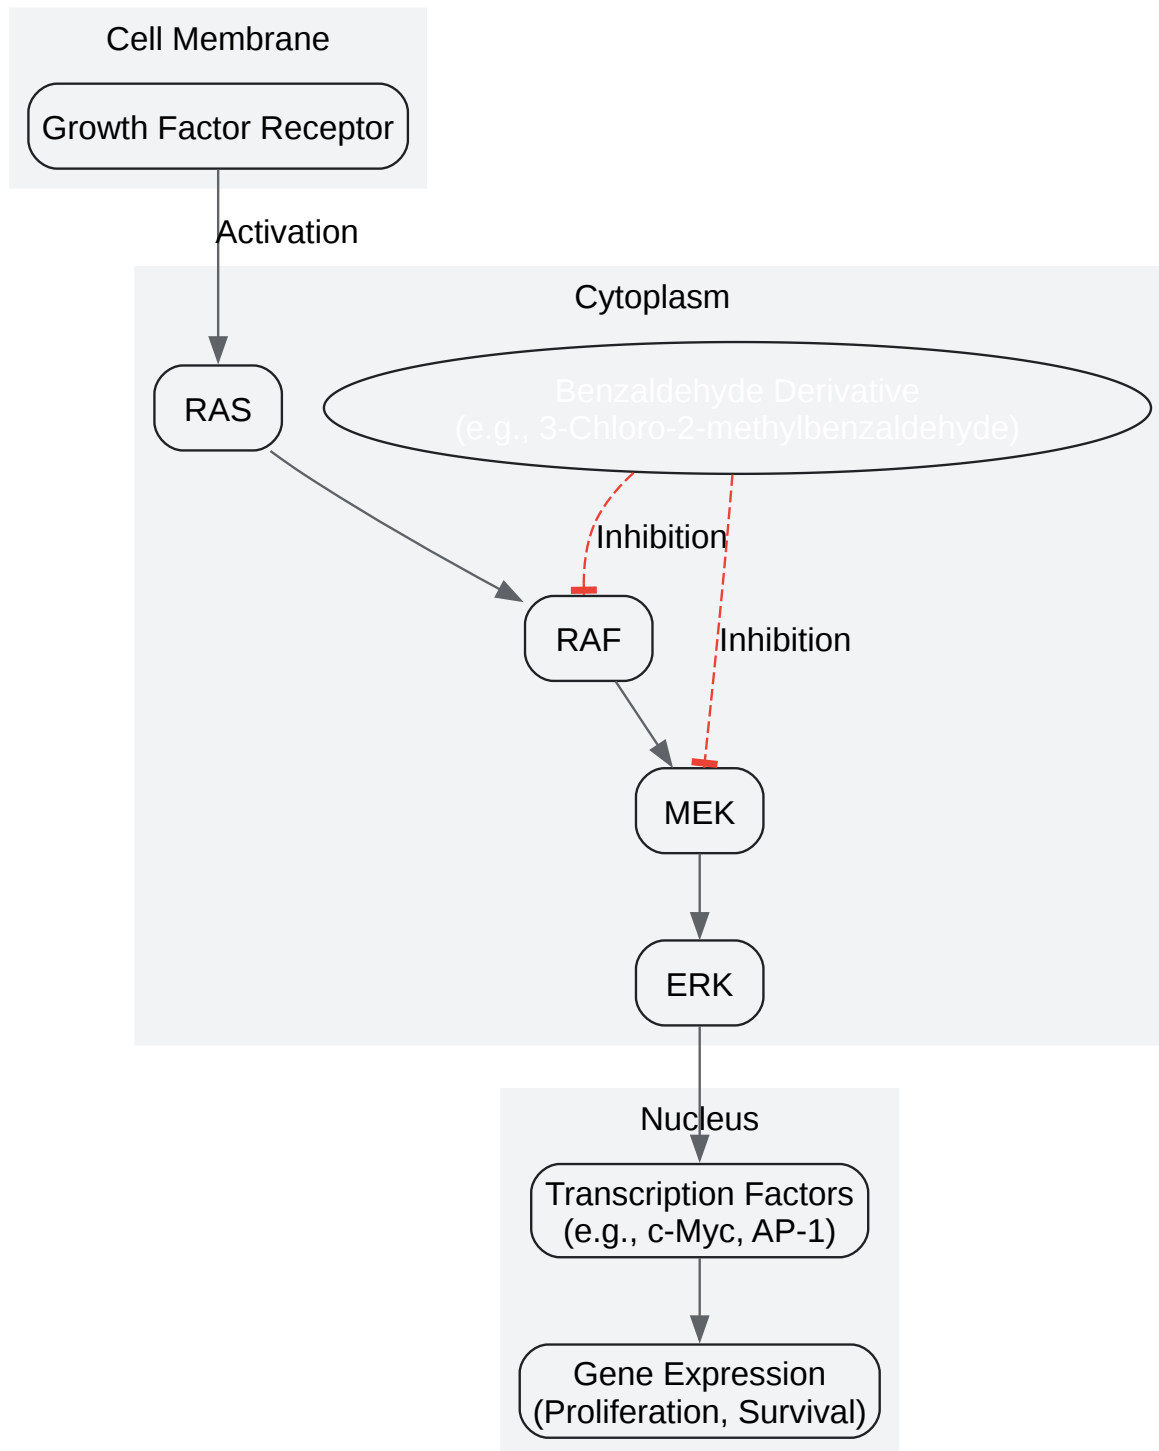 Cell Membrane
Growth Factor Receptor
Activation
Cytoplasm
Benzaldehyde Derivative
(e.g., 3-Chloro-2-methylbenzaldehyde)
RAS
Inhibition
RAF
Inhibition
MEK
ERK
Nucleus
Transcription Factors
(e.g., c-Myc, AP-1)
Gene Expression
(Proliferation, Survival)